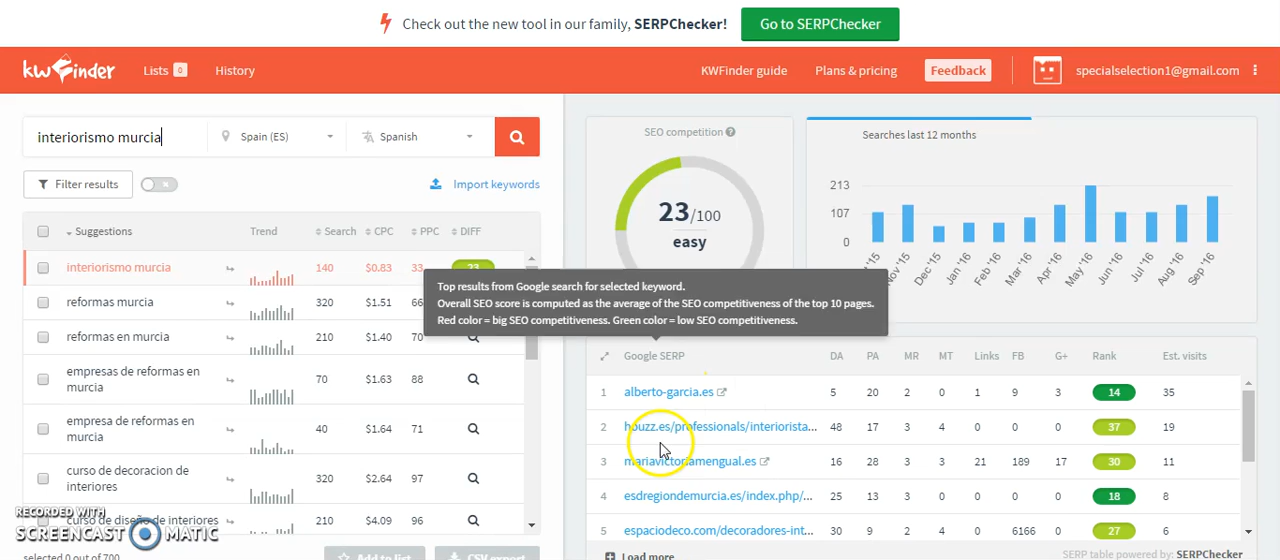 Check out the new tool in our family, SERPChecker! Go to SERPChecker
kwfinder Lists 0 History KWFinder guide Plans & pricing Feedback specialselection1@gmail.com
interiorismo murcia Spain (ES) Spanish
Filter results Import keywords
Suggestions Trend Search CPC PPC DIFF
interiorismo murcia 140 $0.83 33 23
reformas murcia 320 $1.51 66
reformas en murcia 210 $1.40 70
empresas de reformas en
murcia 70 $1.63 88
empresa de reformas en
murcia 40 $1.64 71
curso de decoracion de
interiores 320 $2.64 97
curso de diseño de interiores 210 $4.09 96
selected 0 out of 700 Add to list CSV export
RECORDED WITH
SCREENCAST MATIC
SEO competition
23/100
easy
Searches last 12 months
213
107
0
'15 Nov '15 Dec '15 Jan '16 Feb '16 Mar '16 Apr '16 May '16 Jun '16 Jul '16 Aug '16 Sep '16
Top results from Google search for selected keyword.
Overall SEO score is computed as the average of the SEO competitiveness of the top 10 pages.
Red color = big SEO competitiveness. Green color = low SEO competitiveness.
Google SERP DA PA MR MT Links FB G+ Rank Est. visits
1 alberto-garcia.es 5 20 2 0 1 9 3 14 35
2 houzz.es/professionals/interiorista... 48 17 3 4 0 0 0 37 19
3 mariavictoriamengual.es 16 28 3 3 21 189 17 30 11
4 esdregiondemurcia.es/index.php/... 25 13 3 0 0 0 0 18 8
5 espaciodeco.com/decoradores-int... 30 9 2 4 0 6166 0 27 6
Load more SERP table powered by: SERPChecker